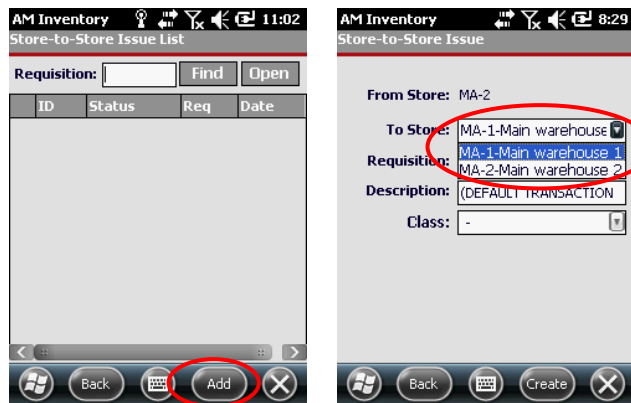 AM Inventory 11:02
Store-to-Store Issue List
Requisition: Find Open
ID Status Req Date
Back Add
AM Inventory 8:29
Store-to-Store Issue
From Store: MA-2
To Store: MA-1-Main warehouse
MA-1-Main warehouse 1
MA-2-Main warehouse 2
Requisition:
Description: (DEFAULT TRANSACTION
Class: -
Back Create